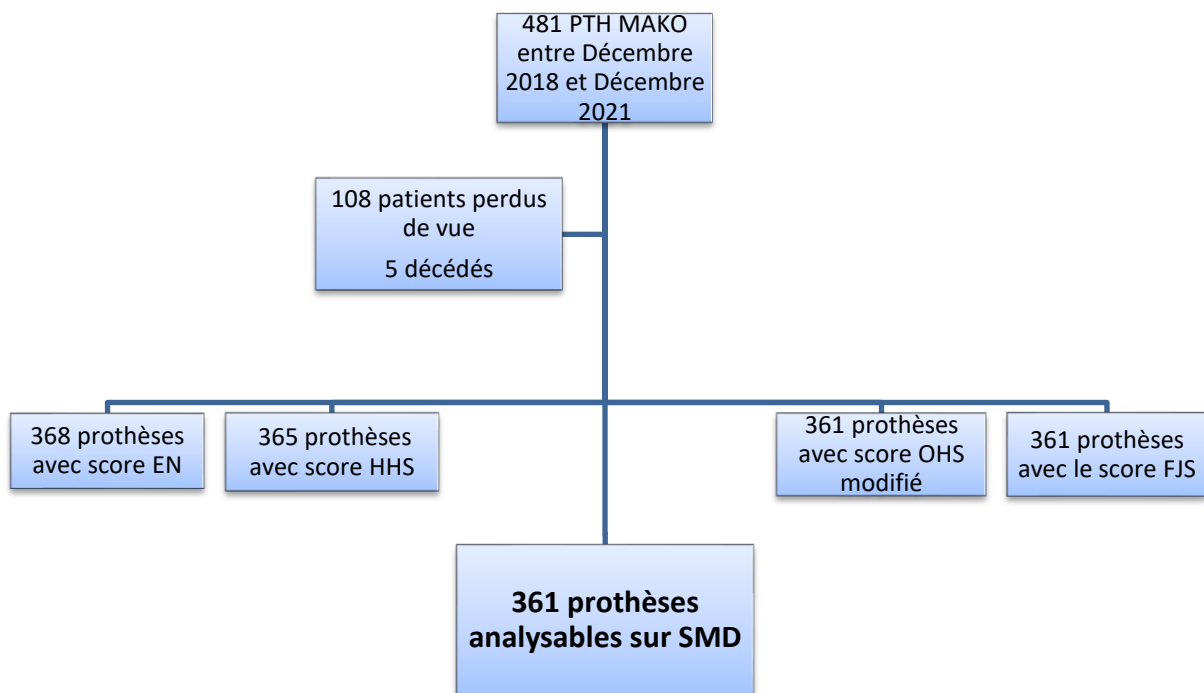 481 PTH MAKO
entre Décembre
2018 et Décembre
2021
108 patients perdus
de vue
5 décédés
368 prothèses
avec score EN
365 prothèses
avec score HHS
361 prothèses
avec score OHS
modifié
361 prothèses
avec le score FJS
361 prothèses
analysables sur SMD